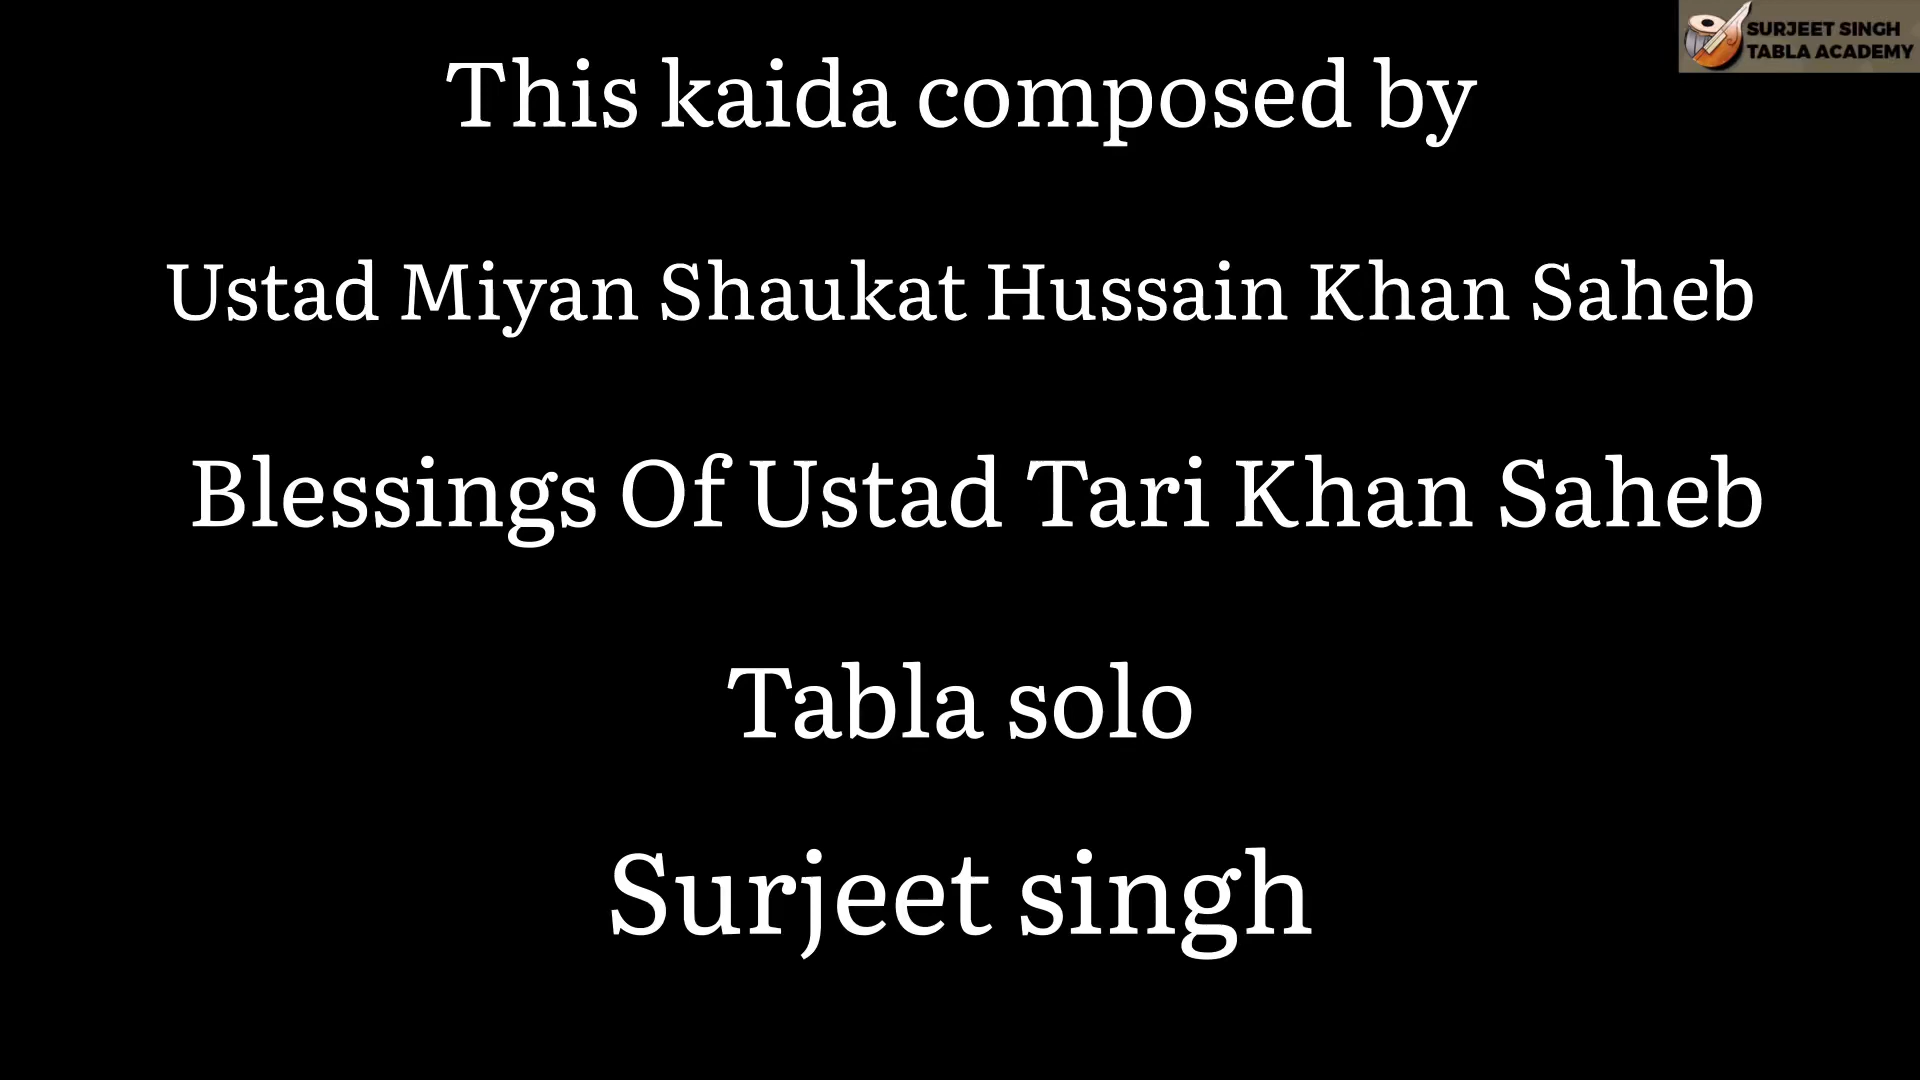 SURJEET SINGH
TABLA ACADEMY
This kaida composed by
Ustad Miyan Shaukat Hussain Khan Saheb
Blessings Of Ustad Tari Khan Saheb
Tabla solo
Surjeet singh